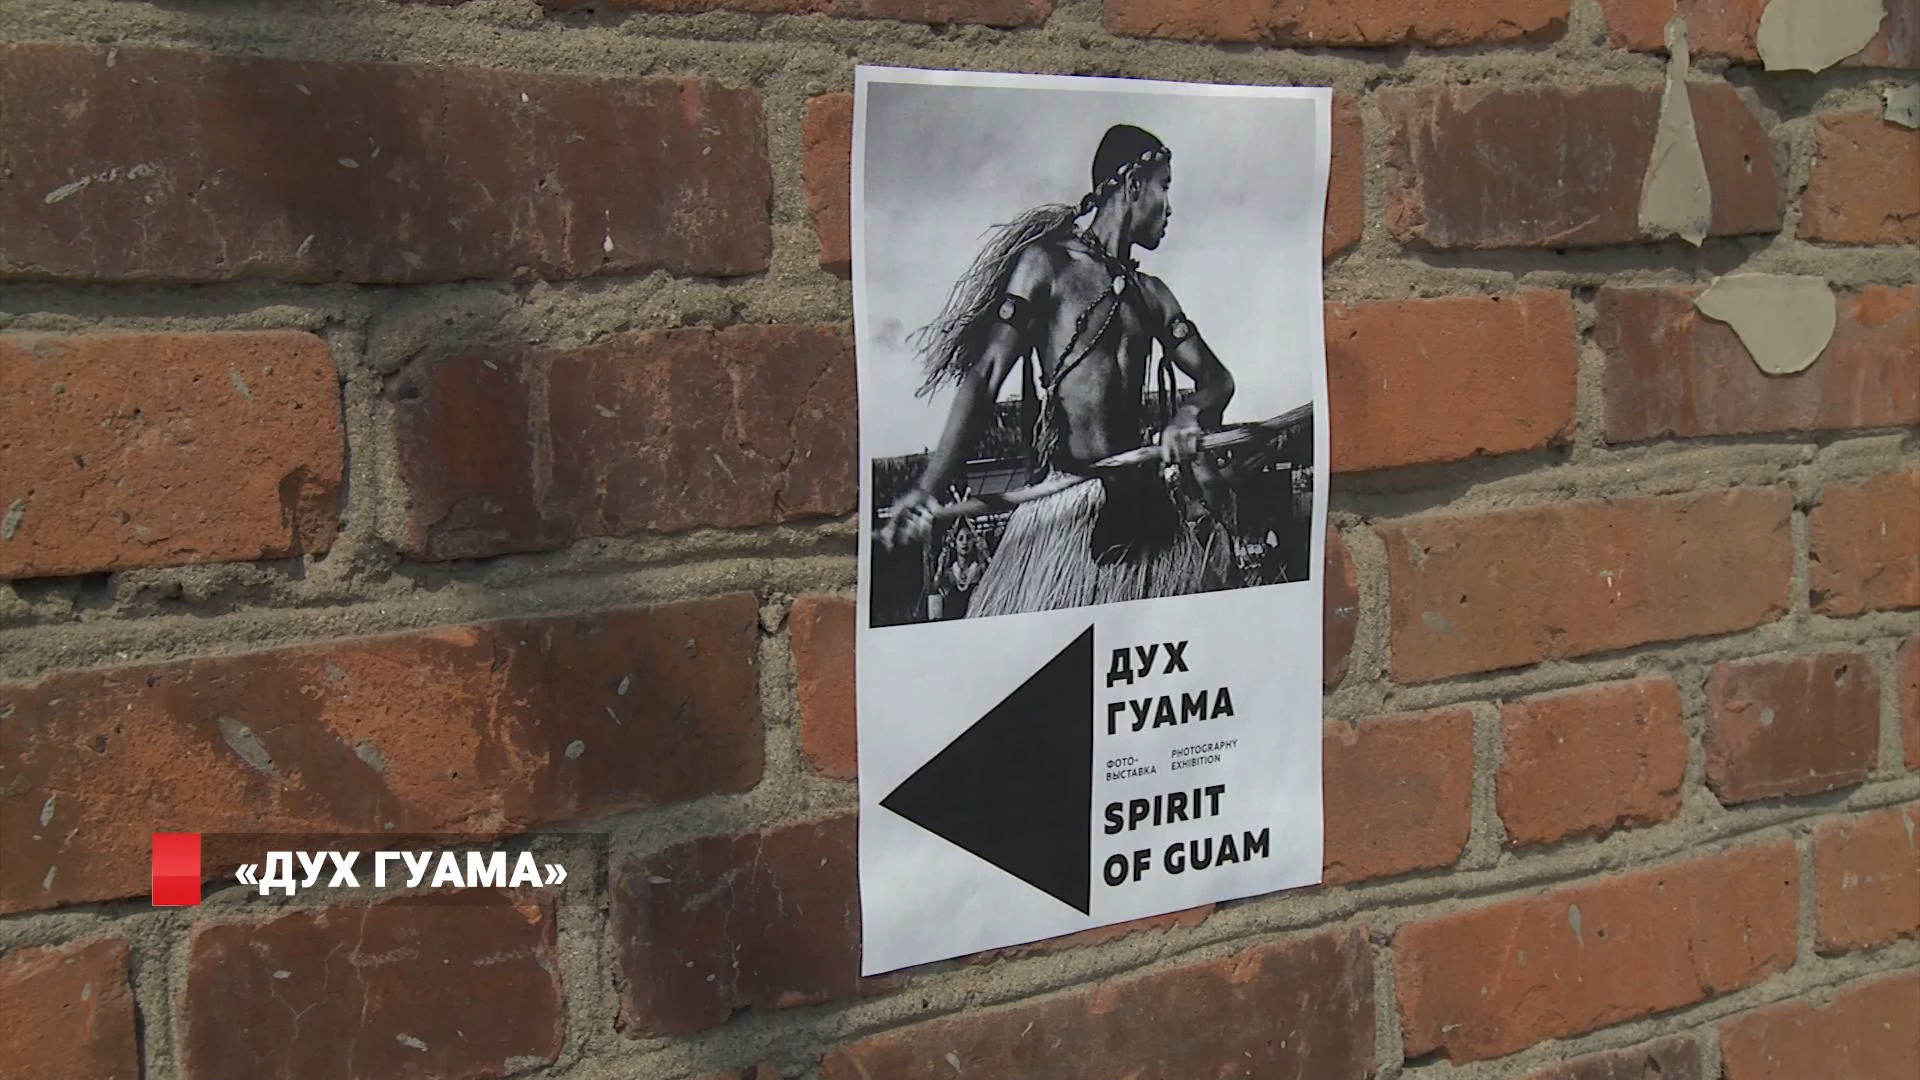 ДУХ
ГУАМА
ФОТО-
ВЫСТАВКА
PHOTOGRAPHY
EXHIBITION
SPIRIT
OF GUAM
«ДУХ ГУАМА»